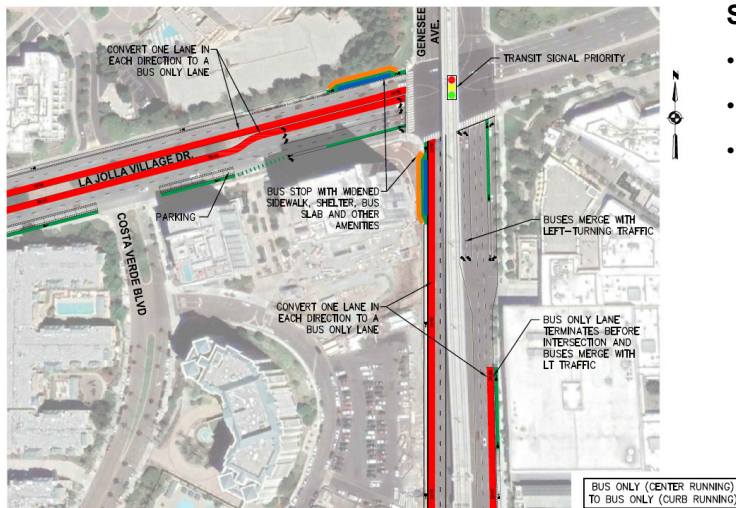 S
GENESEE
AVE.
CONVERT ONE LANE IN
EACH DIRECTION TO A
BUS ONLY LANE
TRANSIT SIGNAL PRIORITY
N
LA JOLLA VILLAGE DR.
BUS STOP WITH WIDENED
SIDEWALK, SHELTER, BUS
SLAB AND OTHER
AMENITIES
PARKING
BUSES MERGE WITH
LEFT-TURNING TRAFFIC
COSTA VERDE BLVD
CONVERT ONE LANE IN
EACH DIRECTION TO A
BUS ONLY LANE
BUS ONLY LANE
TERMINATES BEFORE
INTERSECTION AND
BUSES MERGE WITH
LT TRAFFIC
BUS ONLY (CENTER RUNNING)
TO BUS ONLY (CURB RUNNING)